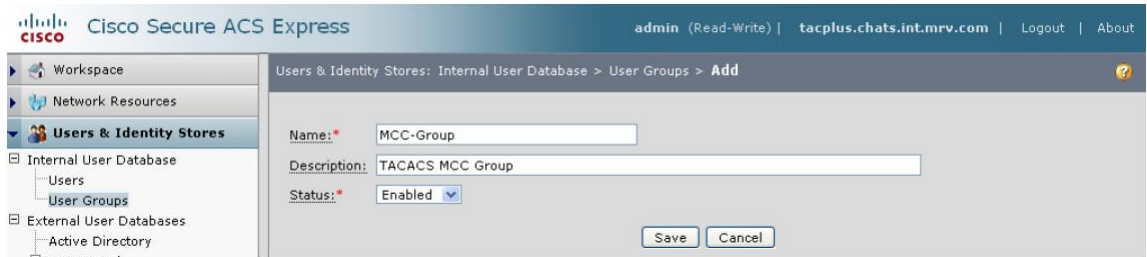 CISCO
Cisco Secure ACS Express
admin (Read-Write) | tacplus.chats.int.mrv.com | Logout | About
Workspace
Network Resources
Users & Identity Stores
Internal User Database
Users
User Groups
External User Databases
Active Directory
Users & Identity Stores: Internal User Database > User Groups > Add
?
Name:* MCC-Group
Description: TACACS MCC Group
Status:* Enabled
Save Cancel